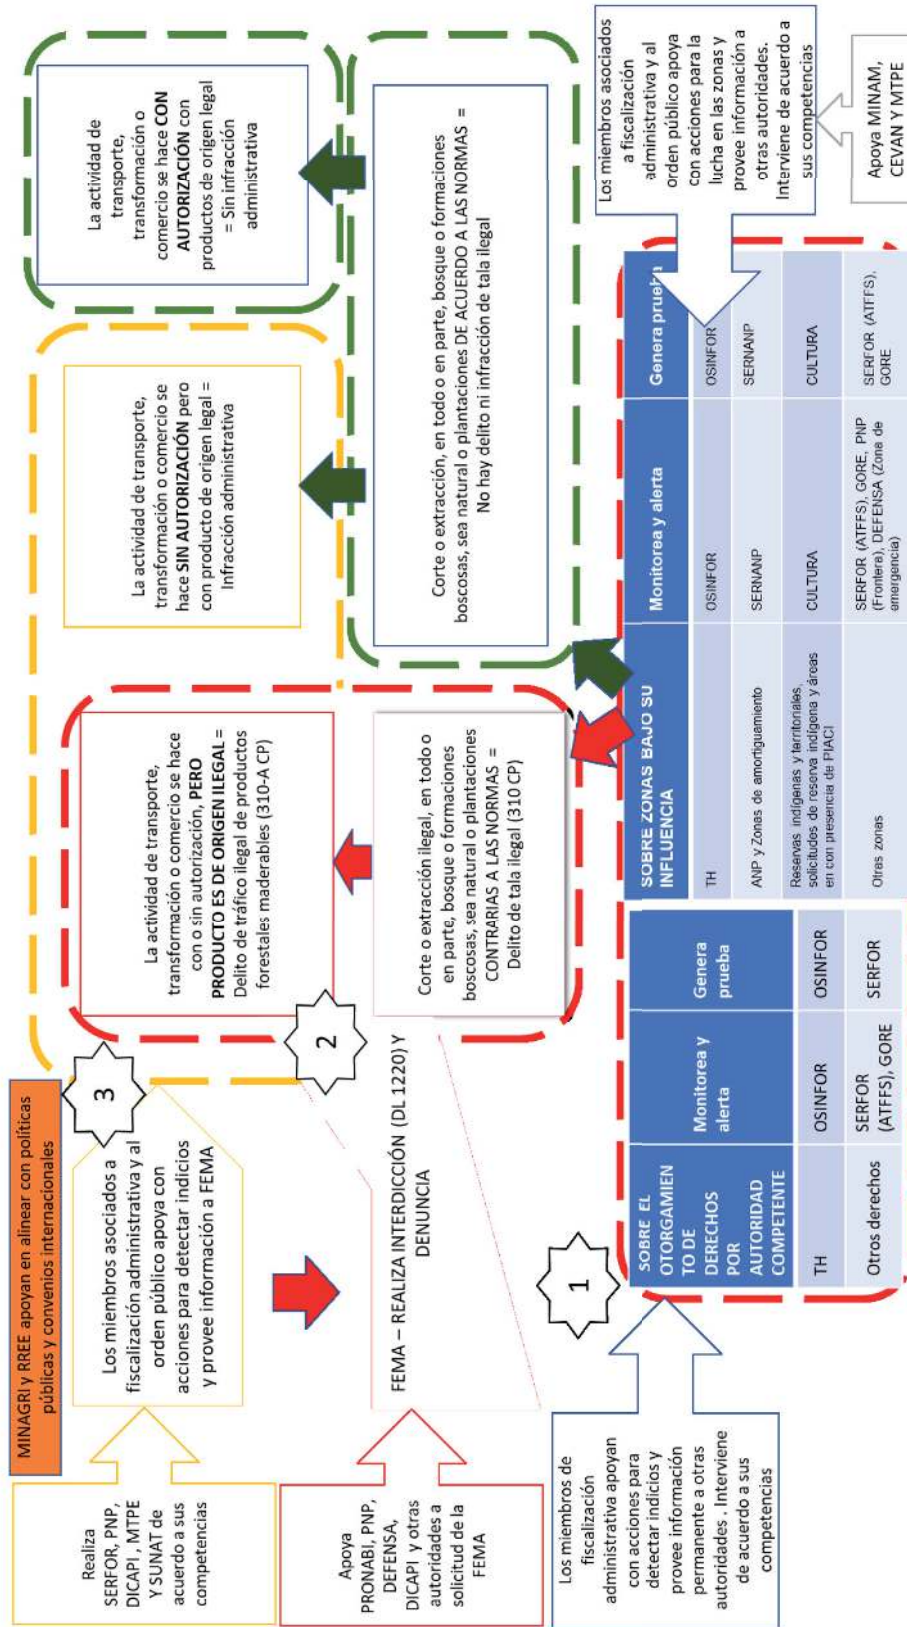 MINAGRI y RREE apoyan en alinear con políticas
públicas y convenios internacionales
Realiza
SERFOR, PNP,
DICAPI , MTPE
Y SUNAT de
acuerdo a sus
competencias
Los miembros asociados a
fiscalización administrativa y al
orden público apoya con
acciones para detectar indicios
y provee información a FEMA
3
La actividad de transporte,
transformación o comercio se hace
con o sin autorización, PERO
PRODUCTO ES DE ORIGEN ILEGAL=
Delito de tráfico ilegal de productos
forestales maderables (310-A CP)
La actividad de transporte,
transformación o comercio se
hace SIN AUTORIZACIÓN pero
con producto de origen legal =
Infracción administrativa
La actividad de
transporte,
transformación o
comercio se hace CON
AUTORIZACIÓN con
productos de origen legal
= Sin infracción
administrativa
Apoya
PRONABI, PNP,
DEFENSA,
DICAPI y otras
autoridades a
solicitud de la
FEMA
FEMA – REALIZA INTERDICCIÓN (DL 1220) Y
DENUNCIA
2
Corte o extracción ilegal, en todo o
en parte, bosque o formaciones
boscosas, sea natural o plantaciones
CONTRARIAS A LAS NORMAS =
Delito de tala ilegal (310 CP)
Corte o extracción, en todo o en parte, bosque o formaciones
boscosas, sea natural o plantaciones DE ACUERDO A LAS NORMAS =
No hay delito ni infracción de tala ilegal
Los miembros de
fiscalización
administrativa apoyan
con acciones para
detectar indicios y
provee información
permanente a otras
autoridades . Interviene
de acuerdo a sus
competencias
1
SOBRE EL
OTORGAMIEN
TO DE
DERECHOS
POR
AUTORIDAD
COMPETENTE
Monitorea y
alerta
Genera
prueba
TH
OSINFOR
OSINFOR
Otros derechos
SERFOR
(ATFFS), GORE
SERFOR
SOBRE ZONAS BAJO SU
INFLUENCIA
Monitorea y alerta
Genera prueba
TH
OSINFOR
OSINFOR
ANP y Zonas de amortiguamiento
SERNANP
SERNANP
Reservas indígenas y territoriales,
solicitudes de reserva indígena y áreas
en con presencia de PIACI
CULTURA
CULTURA
Otras zonas
SERFOR (ATFFS), GORE, PNP
(Frontera), DEFENSA (Zona de
emergencia)
SERFOR (ATFFS),
GORE
Los miembros asociados
a fiscalización
administrativa y al
orden público apoya
con acciones para la
lucha en las zonas y
provee información a
otras autoridades.
Interviene de acuerdo a
sus competencias
Apoya MINAM,
CEVAN Y MTPE